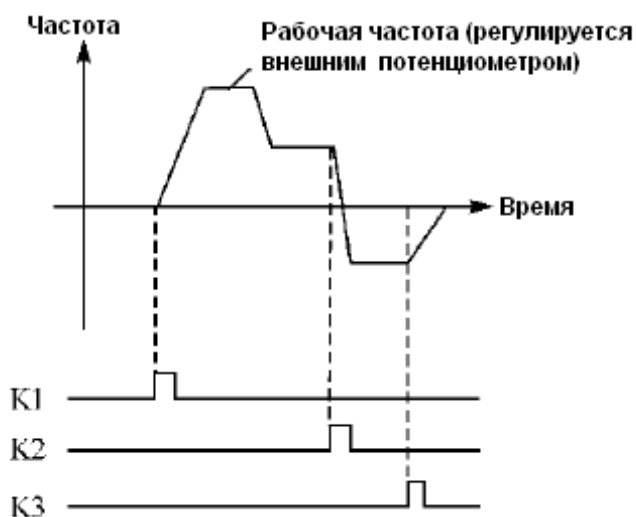 Частота
Рабочая частота (регулируется
внешним потенциометром)
Время
K1
K2
K3